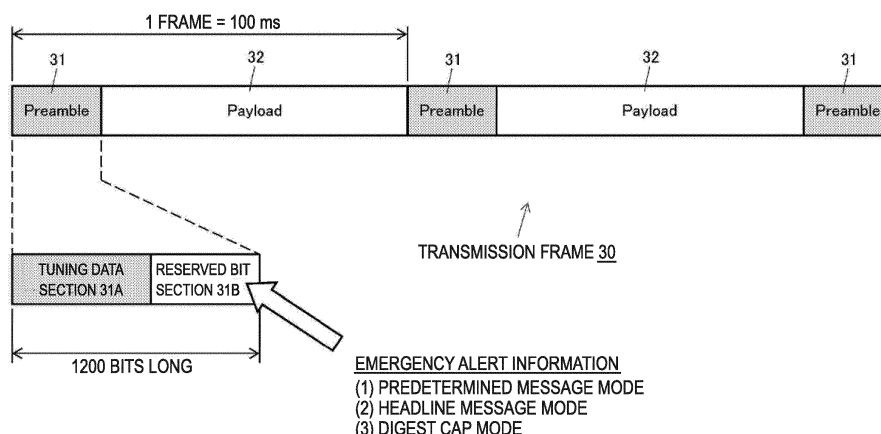 1 FRAME = 100 ms
31 32 31 32 31
Preamble Payload Preamble Payload Preamble
TRANSMISSION FRAME 30
TUNING DATA SECTION 31A
RESERVED BIT SECTION 31B
1200 BITS LONG
EMERGENCY ALERT INFORMATION
(1) PREDETERMINED MESSAGE MODE
(2) HEADLINE MESSAGE MODE
(3) DIGEST CAP MODE